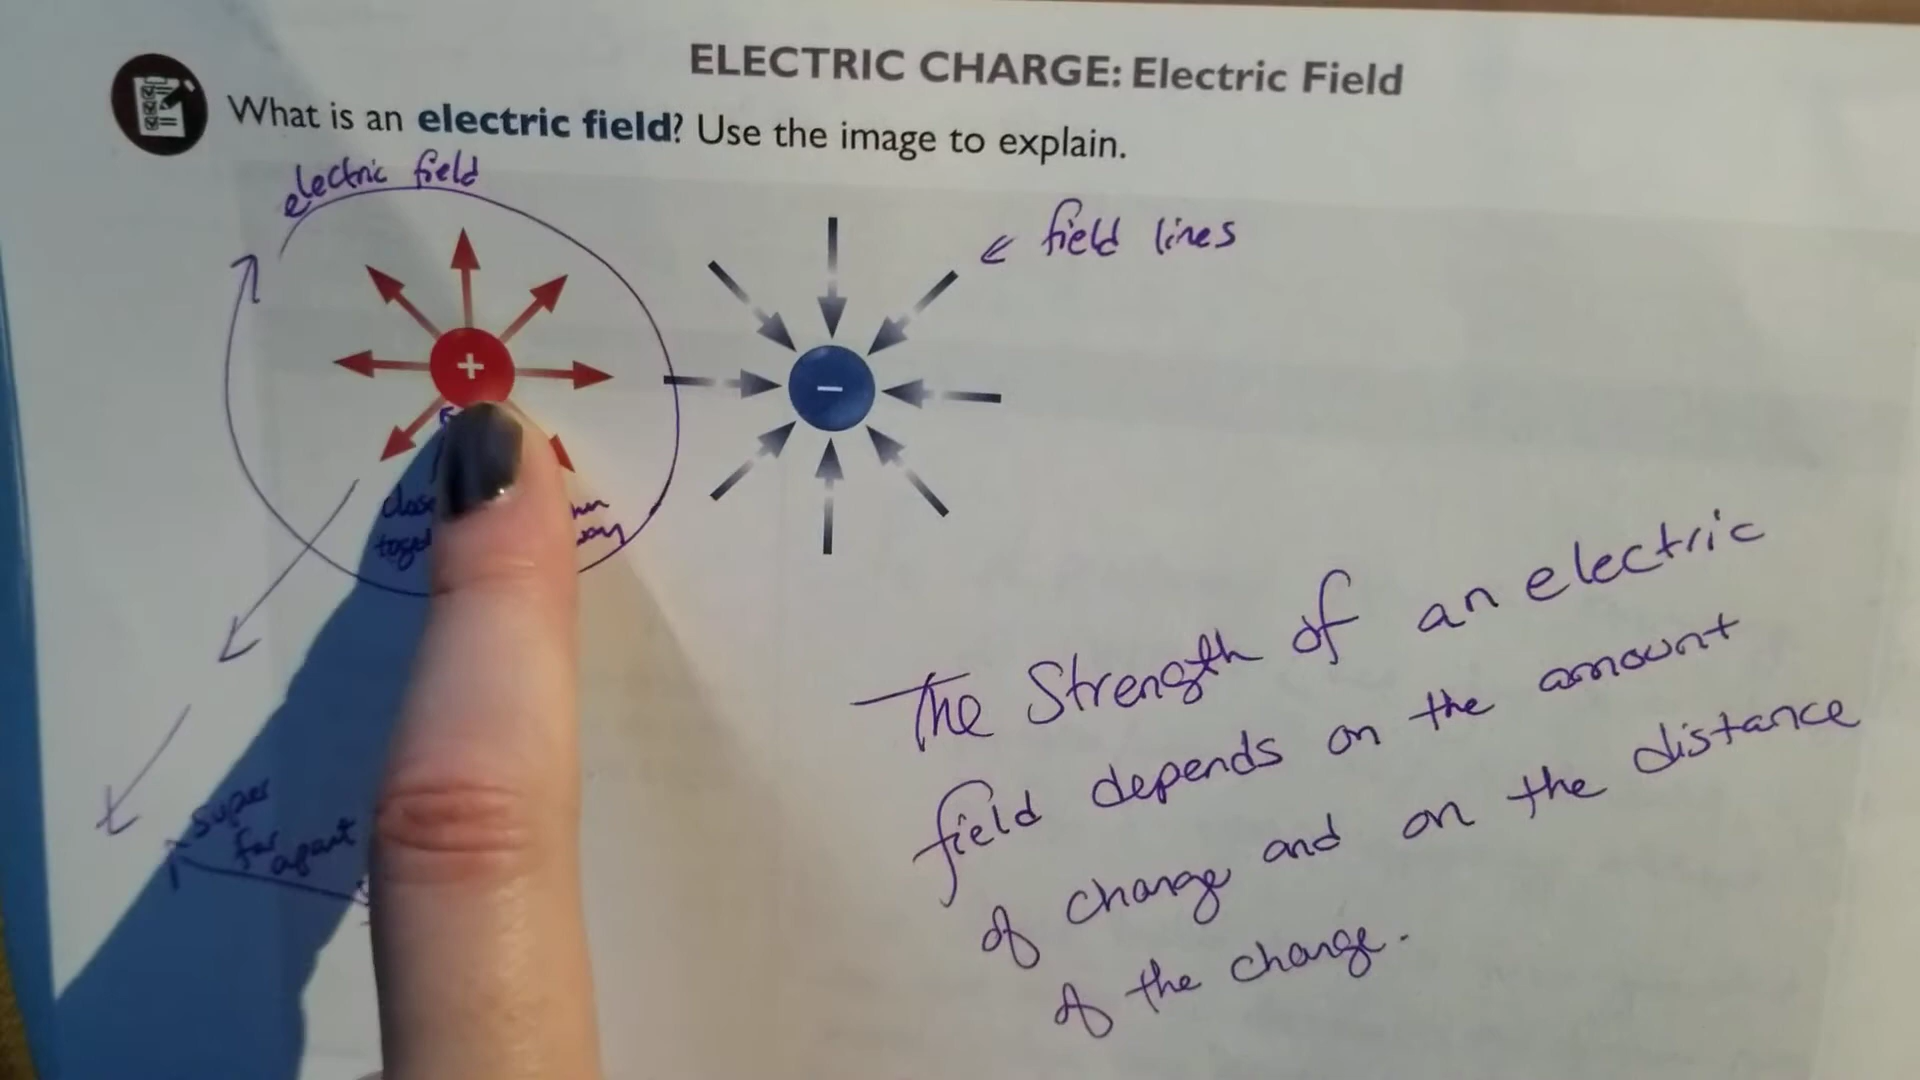 ELECTRIC CHARGE: Electric Field
What is an electric field? Use the image to explain.
electric field
field lines
+
−
super
far
apart
The Strength of an electric
field depends on the amount
of charge and on the distance
of the charge.